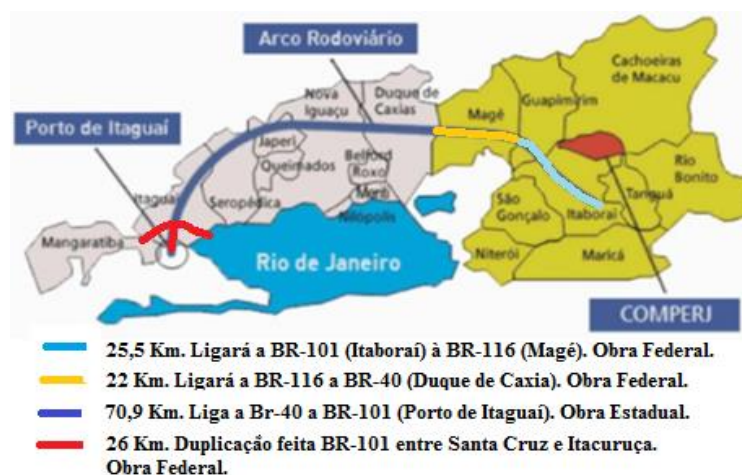 Arco Rodoviário
Porto de Itaguaí
Nova
Iguaçu
Duque de
Caxias
Cachoeiras
de Macacu
Magé
Guapimirim
Japeri
Queimados
Belford
Roxo
Itaguaí
Seropédica
Nilópolis
Mangaratiba
Rio de Janeiro
São
Gonçalo
Itaboraí
Tanguá
Rio
Bonito
Niterói
Maricá
COMPERJ
25,5 Km. Ligará a BR-101 (Itaboraí) à BR-116 (Magé). Obra Federal.
22 Km. Ligará a BR-116 a BR-40 (Duque de Caxia). Obra Federal.
70,9 Km. Liga a Br-40 a BR-101 (Porto de Itaguaí). Obra Estadual.
26 Km. Duplicação feita BR-101 entre Santa Cruz e Itacuruça.
Obra Federal.